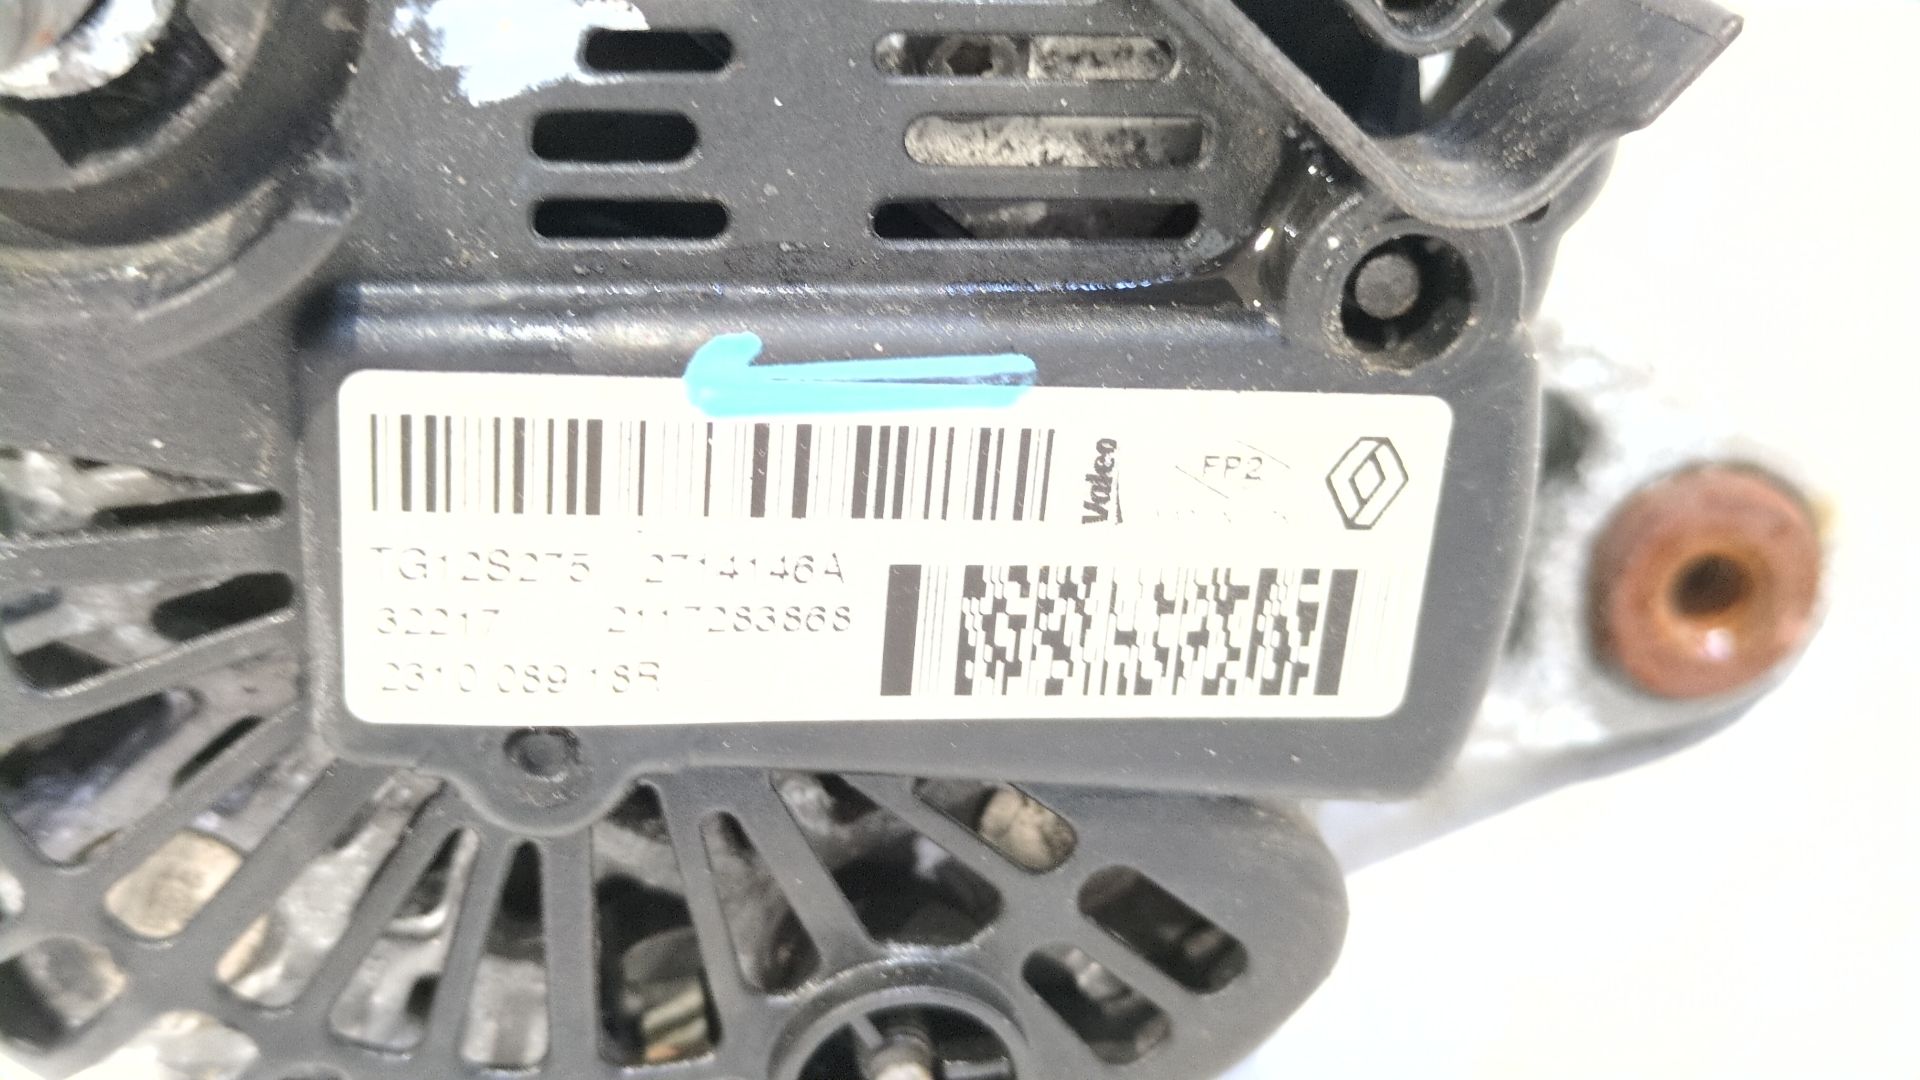 Valeo
FP2
TG12S275 2714146A
32217 2117283868
2310 089 18R